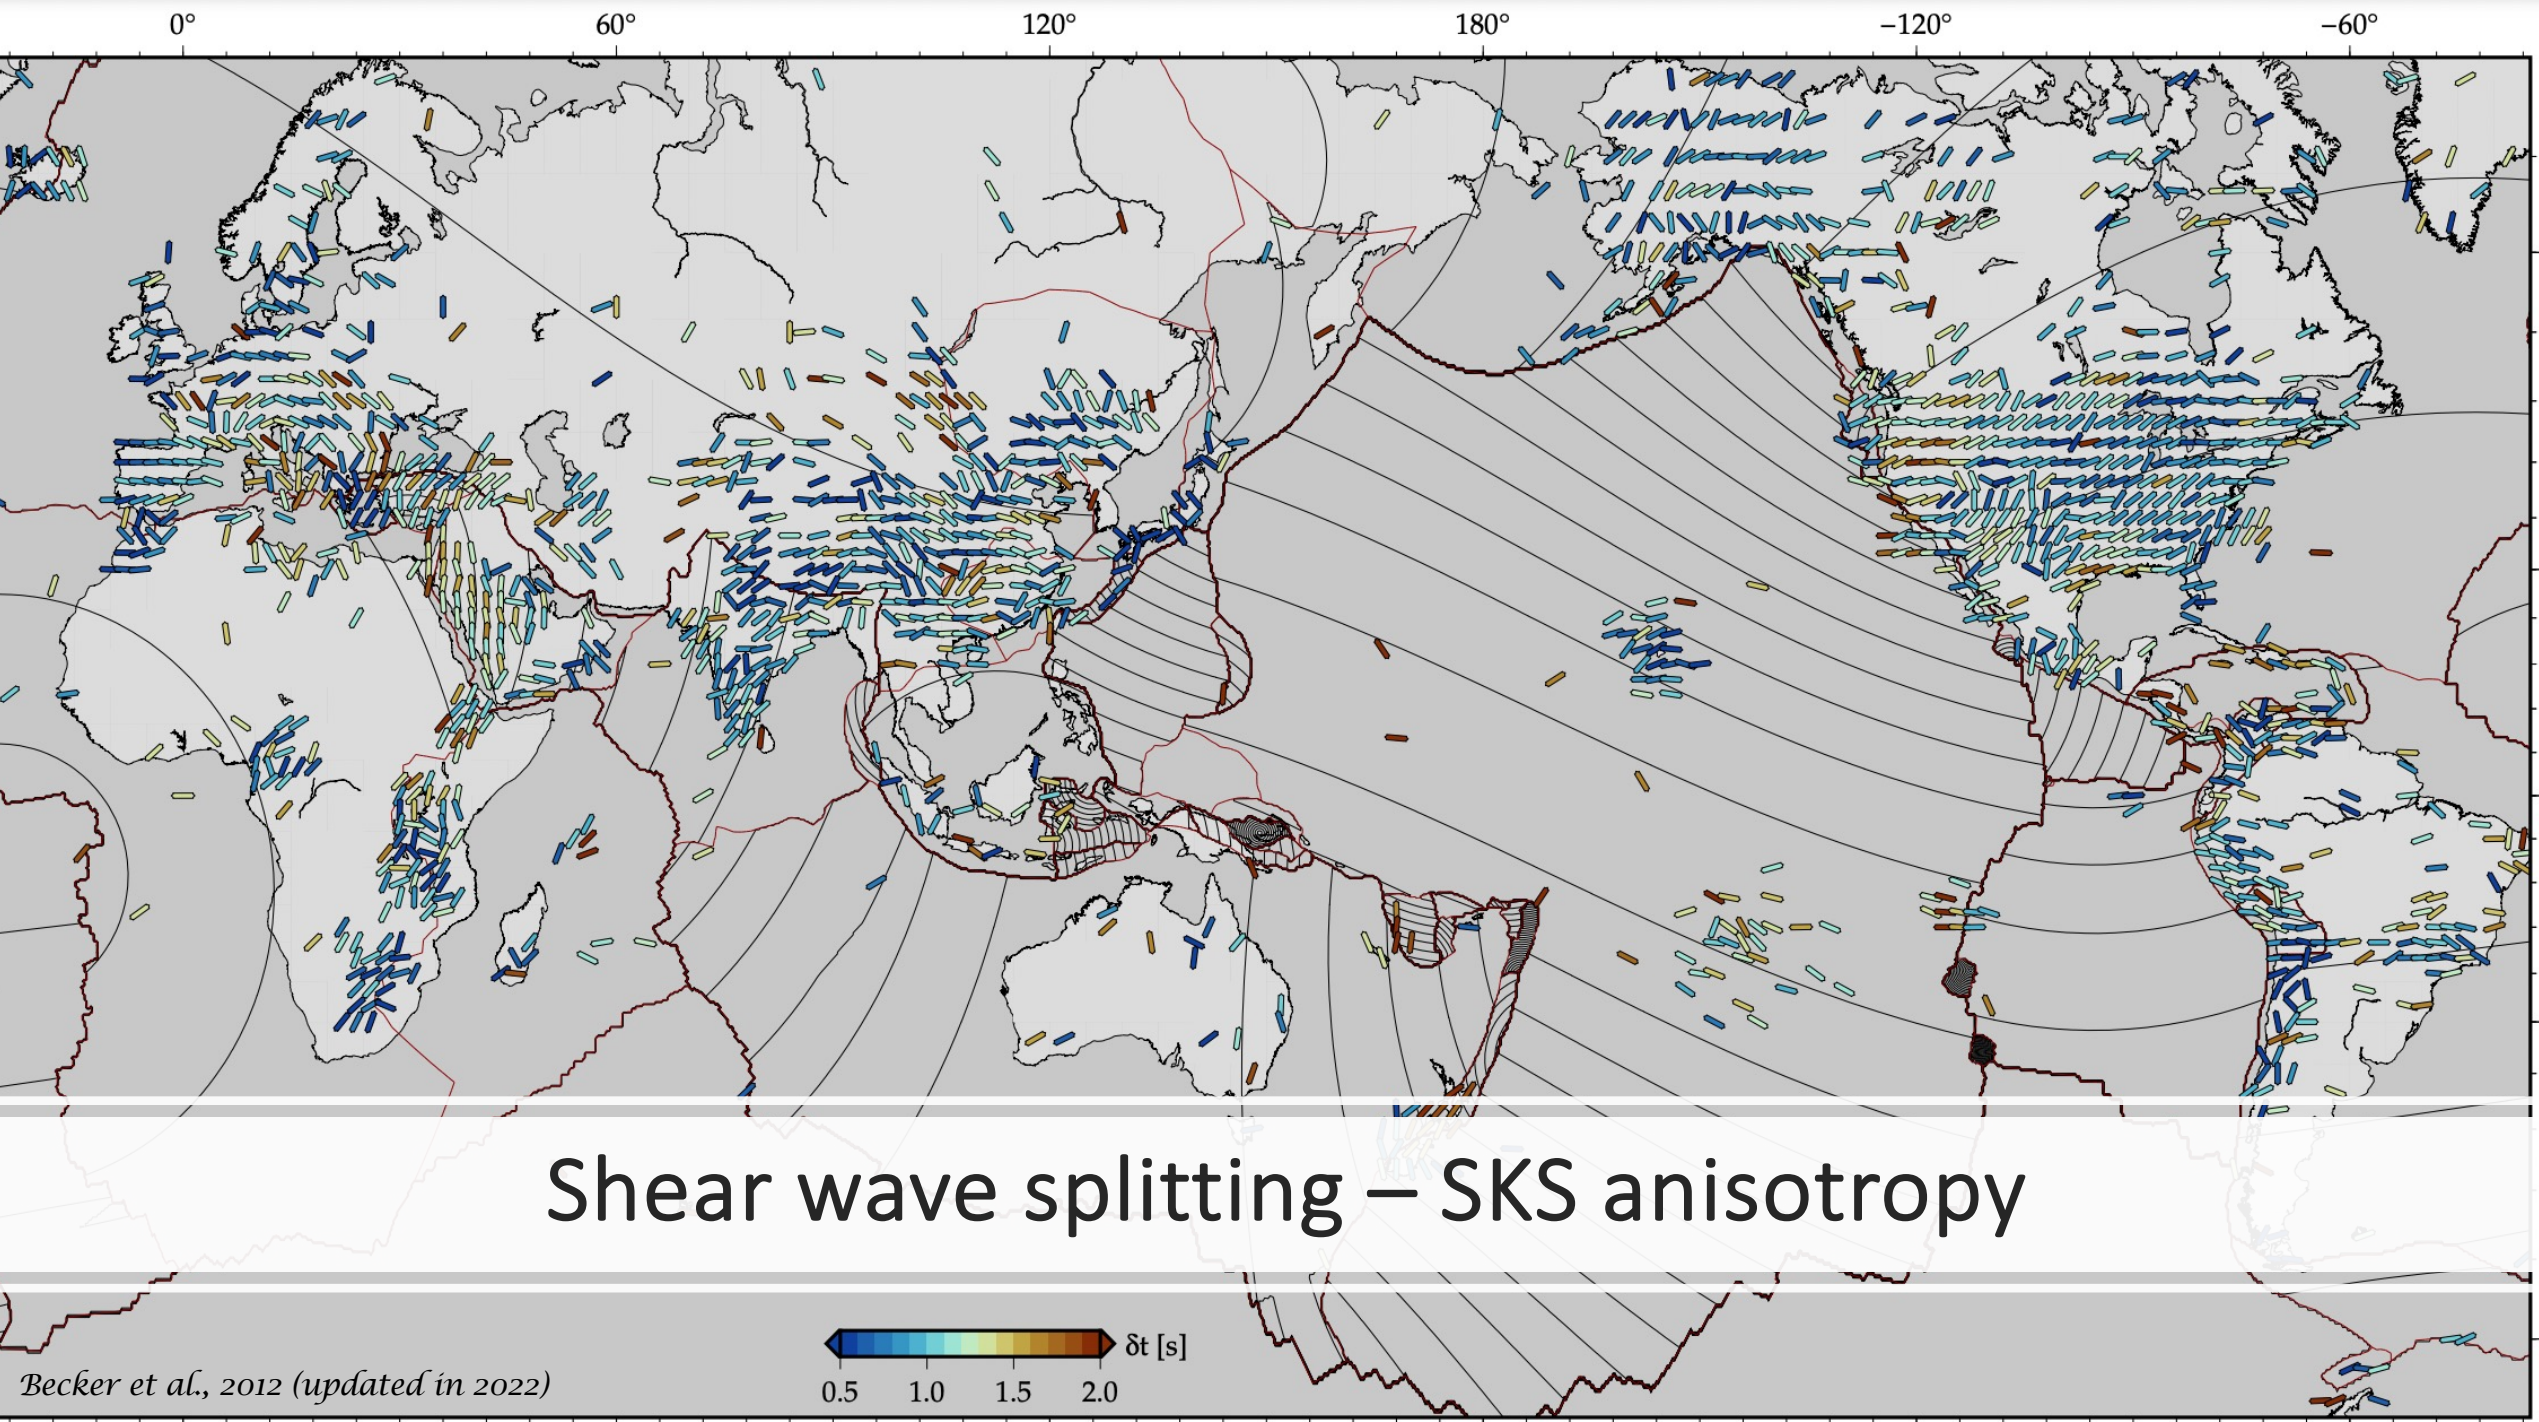 0° 60° 120° 180° −120° −60°
Shear wave splitting – SKS anisotropy
δt [s]
0.5 1.0 1.5 2.0
Becker et al., 2012 (updated in 2022)